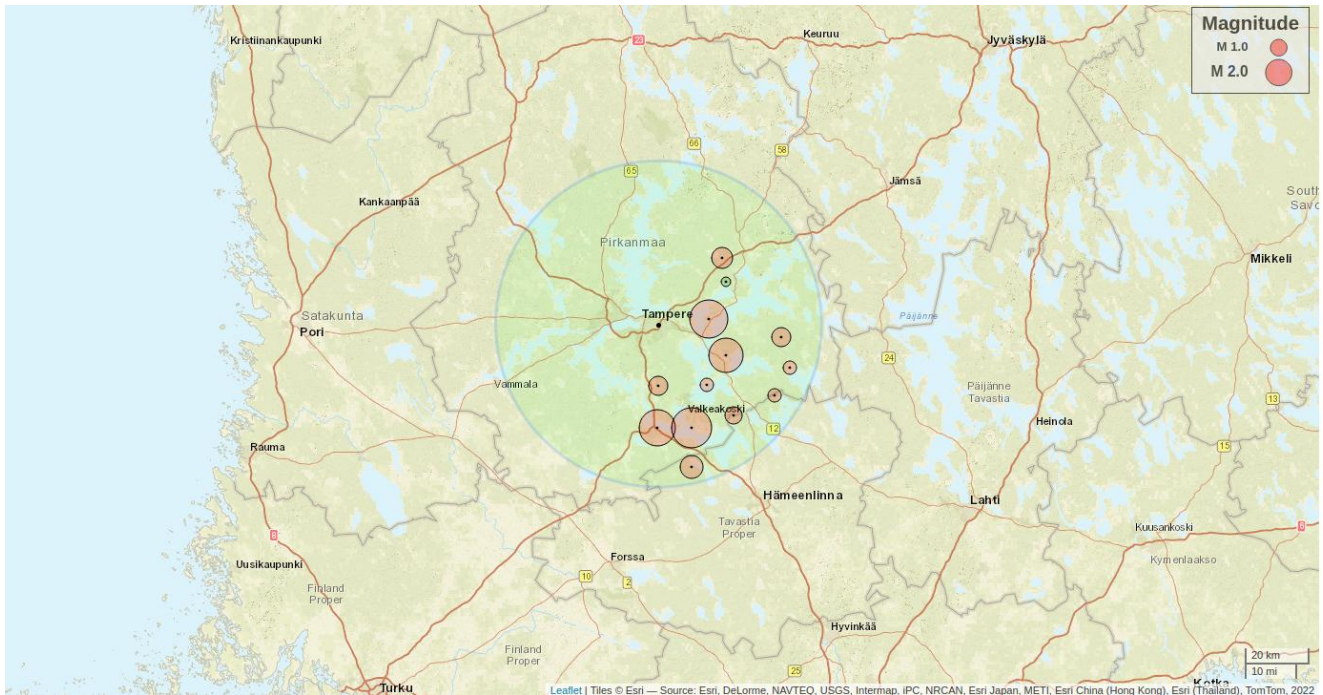 Kristiinankaupunki
23
Keuruu
Jyväskylä
Magnitude
M 1.0
M 2.0
66
58
65
Jämsä
Kankaanpää
South
Savo
Pirkanmaa
Mikkeli
Satakunta
Pori
Tampere
Päijänne
24
Vammala
Päijänne
Tavastia
13
Valkeakoski
12
Heinola
Rauma
15
Hämeenlinna
Lahti
Tavastia
Proper
Kuusankoski
6
8
Forssa
Kymenlaakso
Uusikaupunki
10
2
Finland
Proper
Hyvinkää
Finland
Proper
20 km
10 mi
25
Kotka
Turku
Leaflet | Tiles © Esri — Source: Esri, DeLorme, NAVTEQ, USGS, Intermap, iPC, NRCAN, Esri Japan, METI, Esri China (Hong Kong), Esri (Thailand), TomTom, 2022